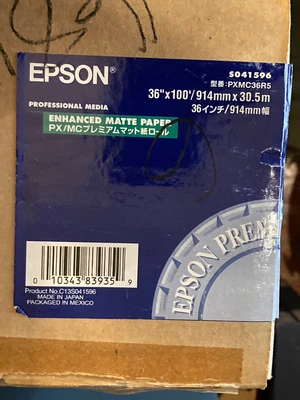 S041596
EPSON®
36"x100'/914mm x 30.5m
型番:PXMC36R5
PROFESSIONAL MEDIA
36インチ/914mm幅
ENHANCED MATTE PAPER
PX/MCプレミアムマット紙ロール
EPSON PREM
0 10343 83935 9
Product No.C13S041596
MADE IN JAPAN
PACKAGED IN MEXICO